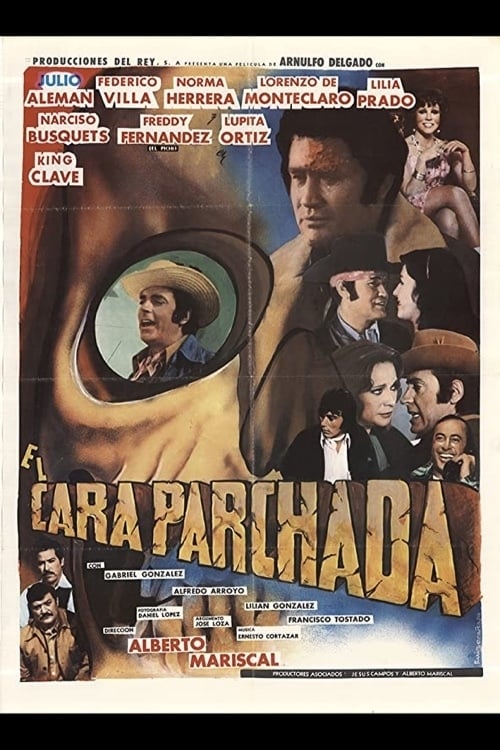 PRODUCCIONES DEL REY, S. A PRESENTA UNA PELICULA DE ARNULFO DELGADO con
JULIO ALEMAN
FEDERICO VILLA
NORMA HERRERA
LORENZO DE MONTECLARO
LILIA PRADO
NARCISO BUSQUETS
FREDDY FERNANDEZ
(EL PICHI)
LUPITA ORTIZ
KING CLAVE
EL
CARA PARCHADA
CON
GABRIEL GONZALEZ
ALFREDO ARROYO
LILIAN GONZALEZ
FRANCISCO TOSTADO
FOTOGRAFIA
DANIEL LOPEZ
ARGUMENTO
JOSE LOZA
MUSICA
ERNESTO CORTAZAR
DIRECCION
ALBERTO
MARISCAL
PRODUCTORES ASOCIADOS: JESUS CAMPOS Y ALBERTO MARISCAL